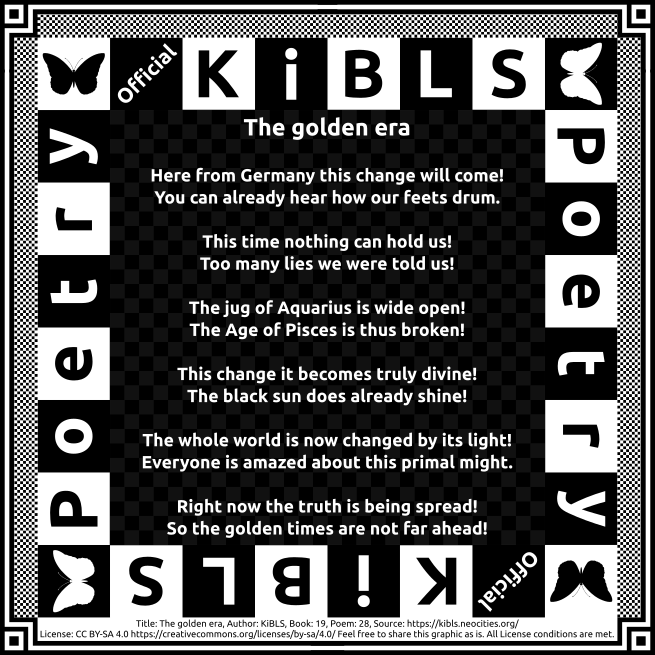 Official KiBLS
Poetry
Poetry
The golden era
Here from Germany this change will come!
You can already hear how our feets drum.
This time nothing can hold us!
Too many lies we were told us!
The jug of Aquarius is wide open!
The Age of Pisces is thus broken!
This change it becomes truly divine!
The black sun does already shine!
The whole world is now changed by its light!
Everyone is amazed about this primal might.
Right now the truth is being spread!
So the golden times are not far ahead!
Official KiBLS
Title: The golden era, Author: KiBLS, Book: 19, Poem: 28, Source: https://kibls.neocities.org/
License: CC BY-SA 4.0 https://creativecommons.org/licenses/by-sa/4.0/ Feel free to share this graphic as is. All License conditions are met.